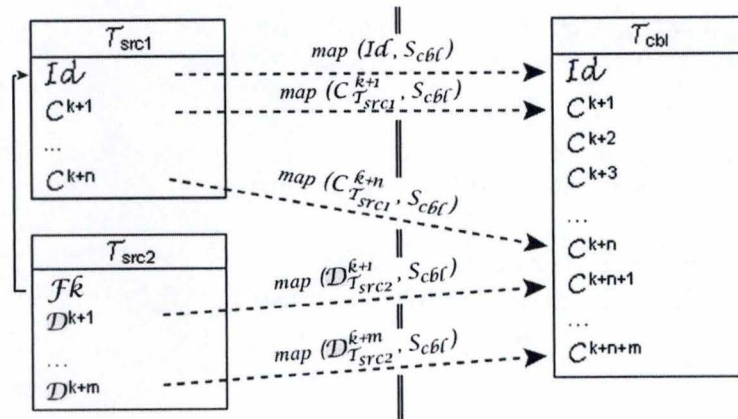 T_src1
Id
C^k+1
...
C^k+n
T_src2
Fk
D^k+1
...
D^k+m
map (Id, S_cbl)
map (C^k+1_T_src1, S_cbl)
map (C^k+n_T_src1, S_cbl)
map (D^k+1_T_src2, S_cbl)
map (D^k+m_T_src2, S_cbl)
T_cbl
Id
C^k+1
C^k+2
C^k+3
...
C^k+n
C^k+n+1
...
C^k+n+m